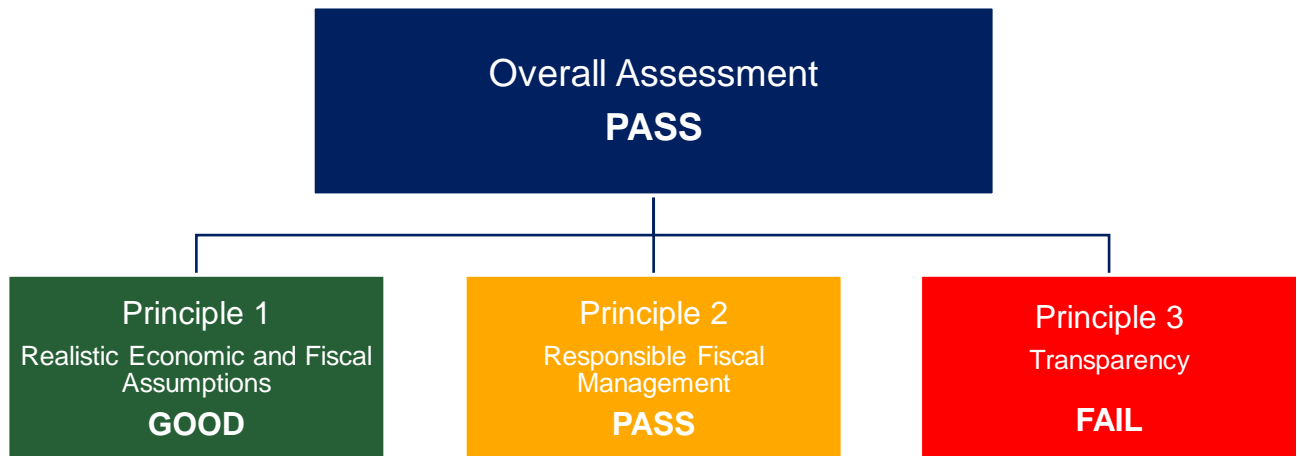 Overall Assessment
PASS
Principle 1
Realistic Economic and Fiscal
Assumptions
GOOD
Principle 2
Responsible Fiscal
Management
PASS
Principle 3
Transparency
FAIL